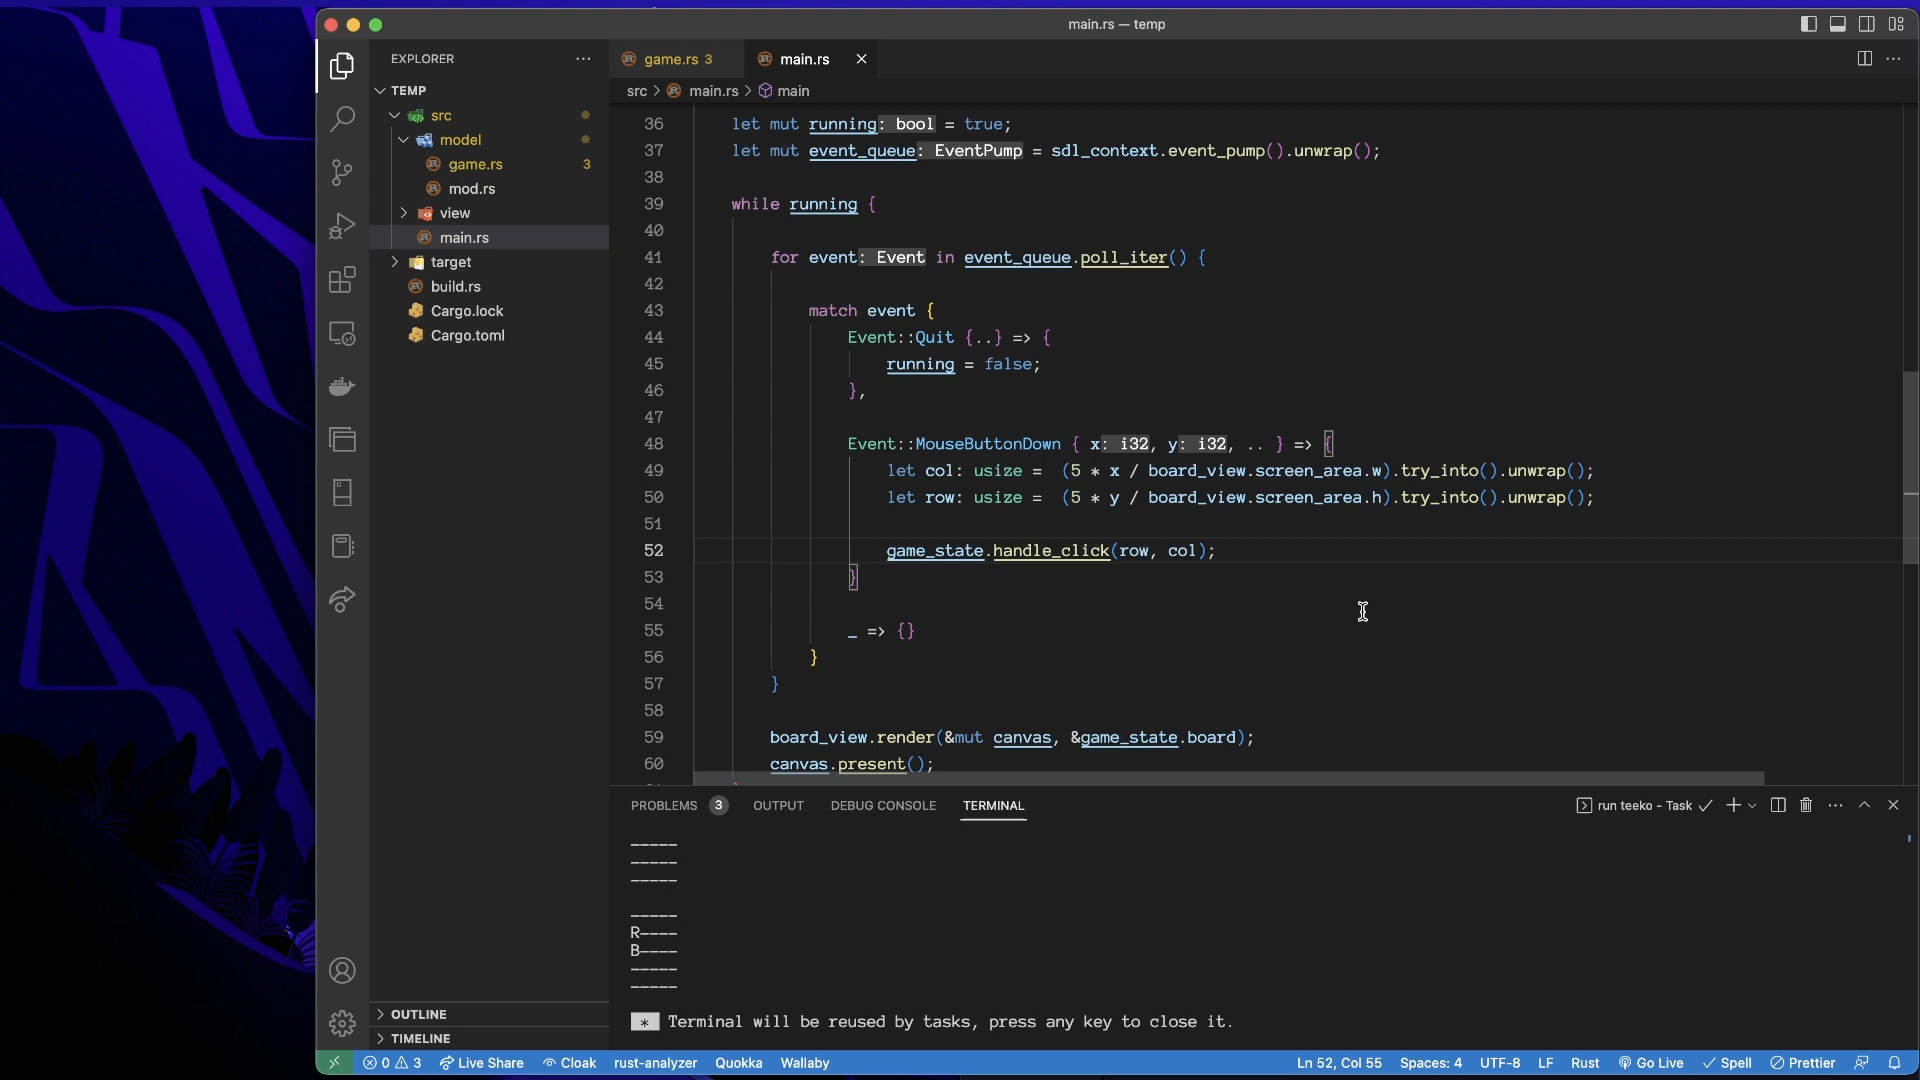 main.rs — temp
EXPLORER
TEMP
src
model
game.rs 3
mod.rs
view
main.rs
target
build.rs
Cargo.lock
Cargo.toml
OUTLINE
TIMELINE
game.rs 3 main.rs
src > main.rs > main
36 let mut running: bool = true;
37 let mut event_queue: EventPump = sdl_context.event_pump().unwrap();
38
39 while running {
40
41 for event: Event in event_queue.poll_iter() {
42
43 match event {
44 Event::Quit {..} => {
45 running = false;
46 },
47
48 Event::MouseButtonDown { x: i32, y: i32, .. } => {
49 let col: usize = (5 * x / board_view.screen_area.w).try_into().unwrap();
50 let row: usize = (5 * y / board_view.screen_area.h).try_into().unwrap();
51
52 game_state.handle_click(row, col);
53 }
54
55 _ => {}
56 }
57 }
58
59 board_view.render(&mut canvas, &game_state.board);
60 canvas.present();
PROBLEMS 3 OUTPUT DEBUG CONSOLE TERMINAL run teeko - Task
-----
-----
-----
-----
R----
B----
-----
-----
* Terminal will be reused by tasks, press any key to close it.
0 3 Live Share Cloak rust-analyzer Quokka Wallaby Ln 52, Col 55 Spaces: 4 UTF-8 LF Rust Go Live Spell Prettier